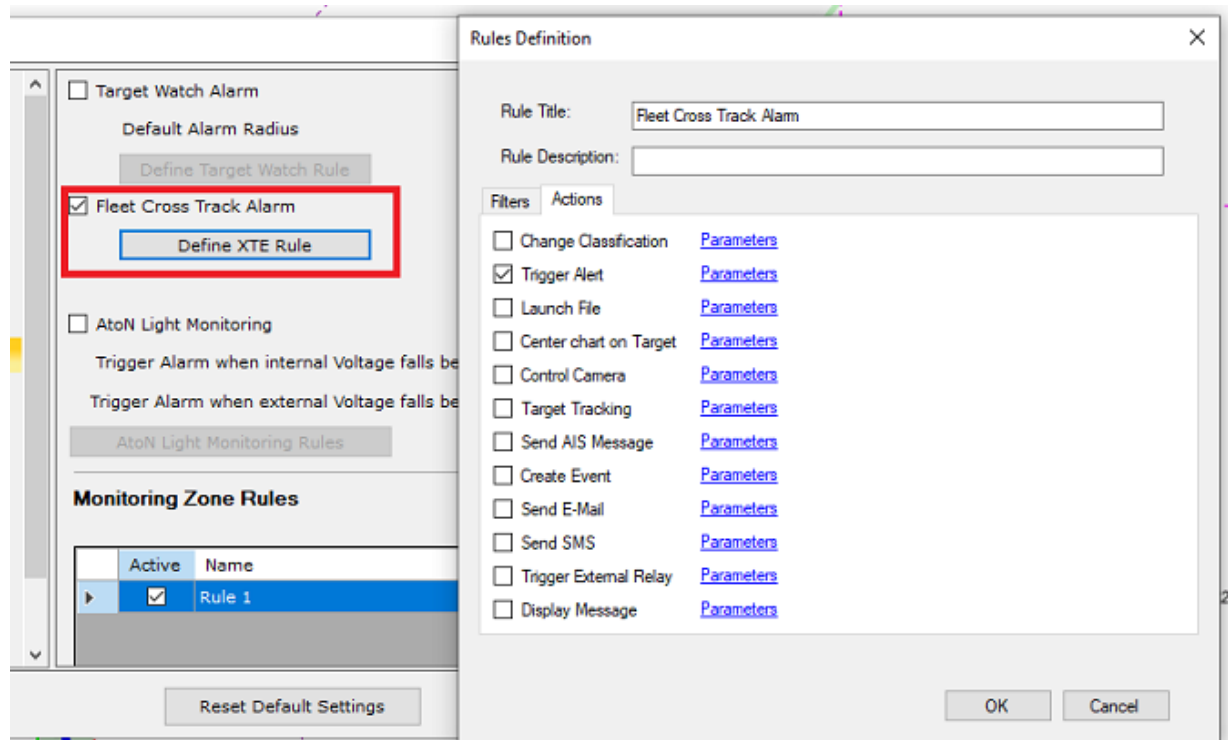 Target Watch Alarm
Default Alarm Radius
Define Target Watch Rule
Fleet Cross Track Alarm
Define XTE Rule
AtoN Light Monitoring
Trigger Alarm when internal Voltage falls be
Trigger Alarm when external Voltage falls be
AtoN Light Monitoring Rules
Monitoring Zone Rules
Active Name
Rule 1
Reset Default Settings
Rules Definition
Rule Title: Fleet Cross Track Alarm
Rule Description:
Filters Actions
Change Classification Parameters
Trigger Alert Parameters
Launch File Parameters
Center chart on Target Parameters
Control Camera Parameters
Target Tracking Parameters
Send AIS Message Parameters
Create Event Parameters
Send E-Mail Parameters
Send SMS Parameters
Trigger External Relay Parameters
Display Message Parameters
OK Cancel
2